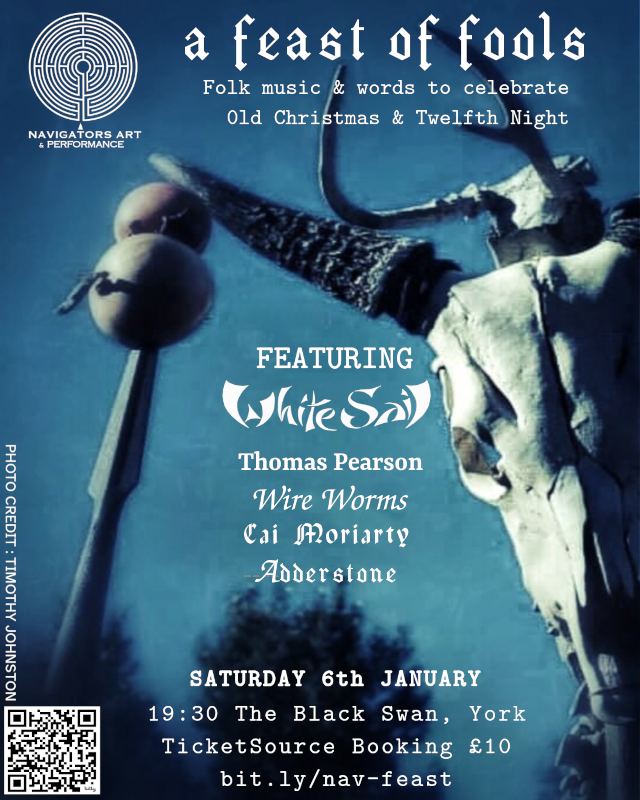 a feast of fools
Folk music & words to celebrate
Old Christmas & Twelfth Night
NAVIGATORS ART
& PERFORMANCE
FEATURING
White Sail
Thomas Pearson
Wire Worms
Cai Moriarty
Adderstone
PHOTO CREDIT : TIMOTHY JOHNSTON
SATURDAY 6th JANUARY
19:30 The Black Swan, York
TicketSource Booking £10
bit.ly/nav-feast